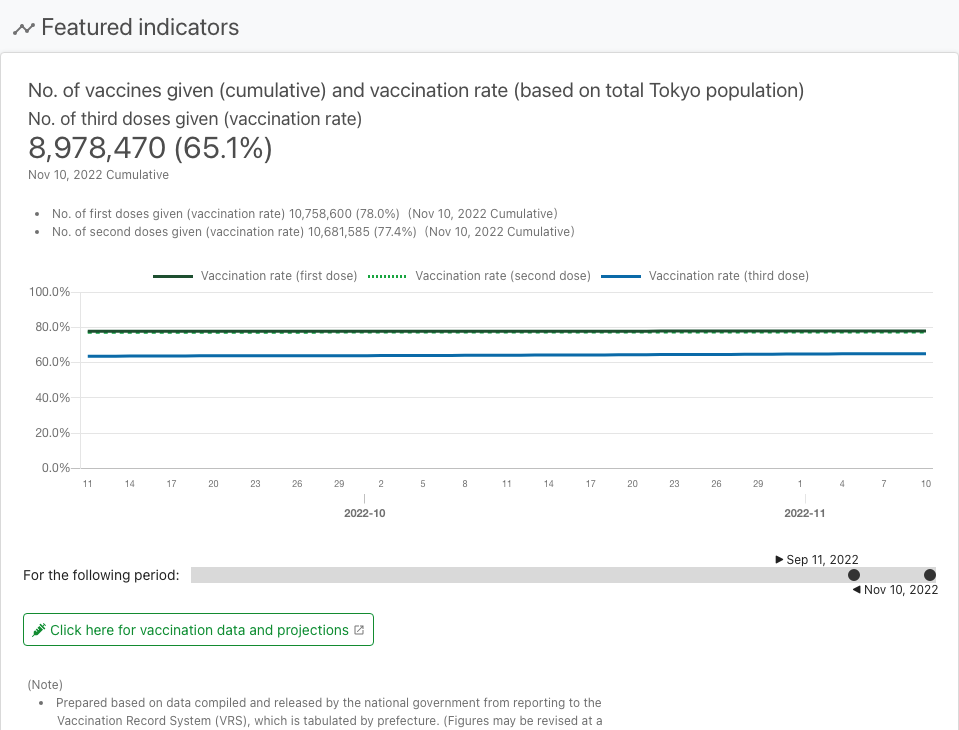 Featured indicators
No. of vaccines given (cumulative) and vaccination rate (based on total Tokyo population)
No. of third doses given (vaccination rate)
8,978,470 (65.1%)
Nov 10, 2022 Cumulative
• No. of first doses given (vaccination rate) 10,758,600 (78.0%)  (Nov 10, 2022 Cumulative)
• No. of second doses given (vaccination rate) 10,681,585 (77.4%)  (Nov 10, 2022 Cumulative)
Vaccination rate (first dose) Vaccination rate (second dose) Vaccination rate (third dose)
100.0%
80.0%
60.0%
40.0%
20.0%
0.0%
11 14 17 20 23 26 29 2 5 8 11 14 17 20 23 26 29 1 4 7 10
2022-10 2022-11
▶ Sep 11, 2022
For the following period:
◀ Nov 10, 2022
Click here for vaccination data and projections
(Note)
• Prepared based on data compiled and released by the national government from reporting to the
Vaccination Record System (VRS), which is tabulated by prefecture. (Figures may be revised at a